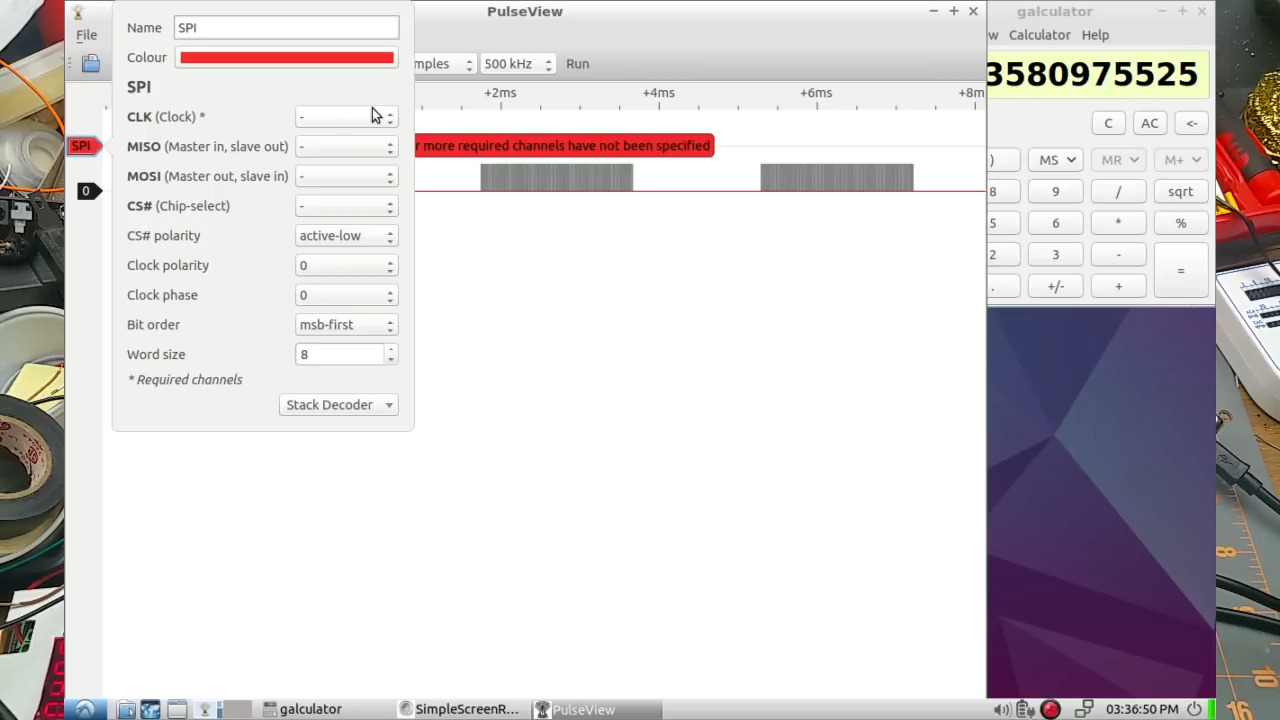 PulseView
galculator
File
Name
SPI
Colour
SPI
CLK (Clock) *
-
MISO (Master in, slave out)
-
MOSI (Master out, slave in)
-
CS# (Chip-select)
-
CS# polarity
active-low
Clock polarity
0
Clock phase
0
Bit order
msb-first
Word size
8
* Required channels
Stack Decoder
mples
500 kHz
Run
+2ms
+4ms
+6ms
+8m
SPI
r more required channels have not been specified
0
w
Calculator
Help
3580975525
C
AC
<-
)
MS
MR
M+
8
9
/
sqrt
5
6
*
%
2
3
-
=
.
+/-
+
galculator
SimpleScreenR...
PulseView
03:36:50 PM
8
10
16